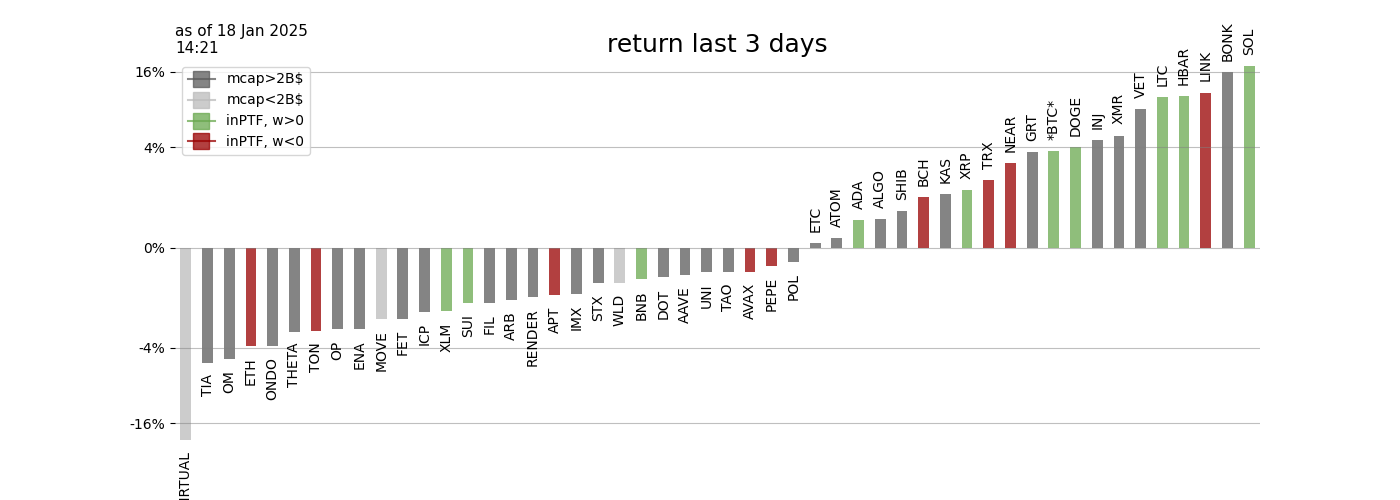 as of 18 Jan 2025
14:21
return last 3 days
mcap>2B$
mcap<2B$
inPTF, w>0
inPTF, w<0
16%
4%
0%
-4%
-16%
IRTUAL
TIA
OM
ETH
ONDO
THETA
TON
OP
ENA
MOVE
FET
ICP
XLM
SUI
FIL
ARB
RENDER
APT
IMX
STX
WLD
BNB
DOT
AAVE
UNI
TAO
AVAX
PEPE
POL
ETC
ATOM
ADA
ALGO
SHIB
BCH
KAS
XRP
TRX
NEAR
GRT
*BTC*
DOGE
INJ
XMR
VET
LTC
HBAR
LINK
BONK
SOL